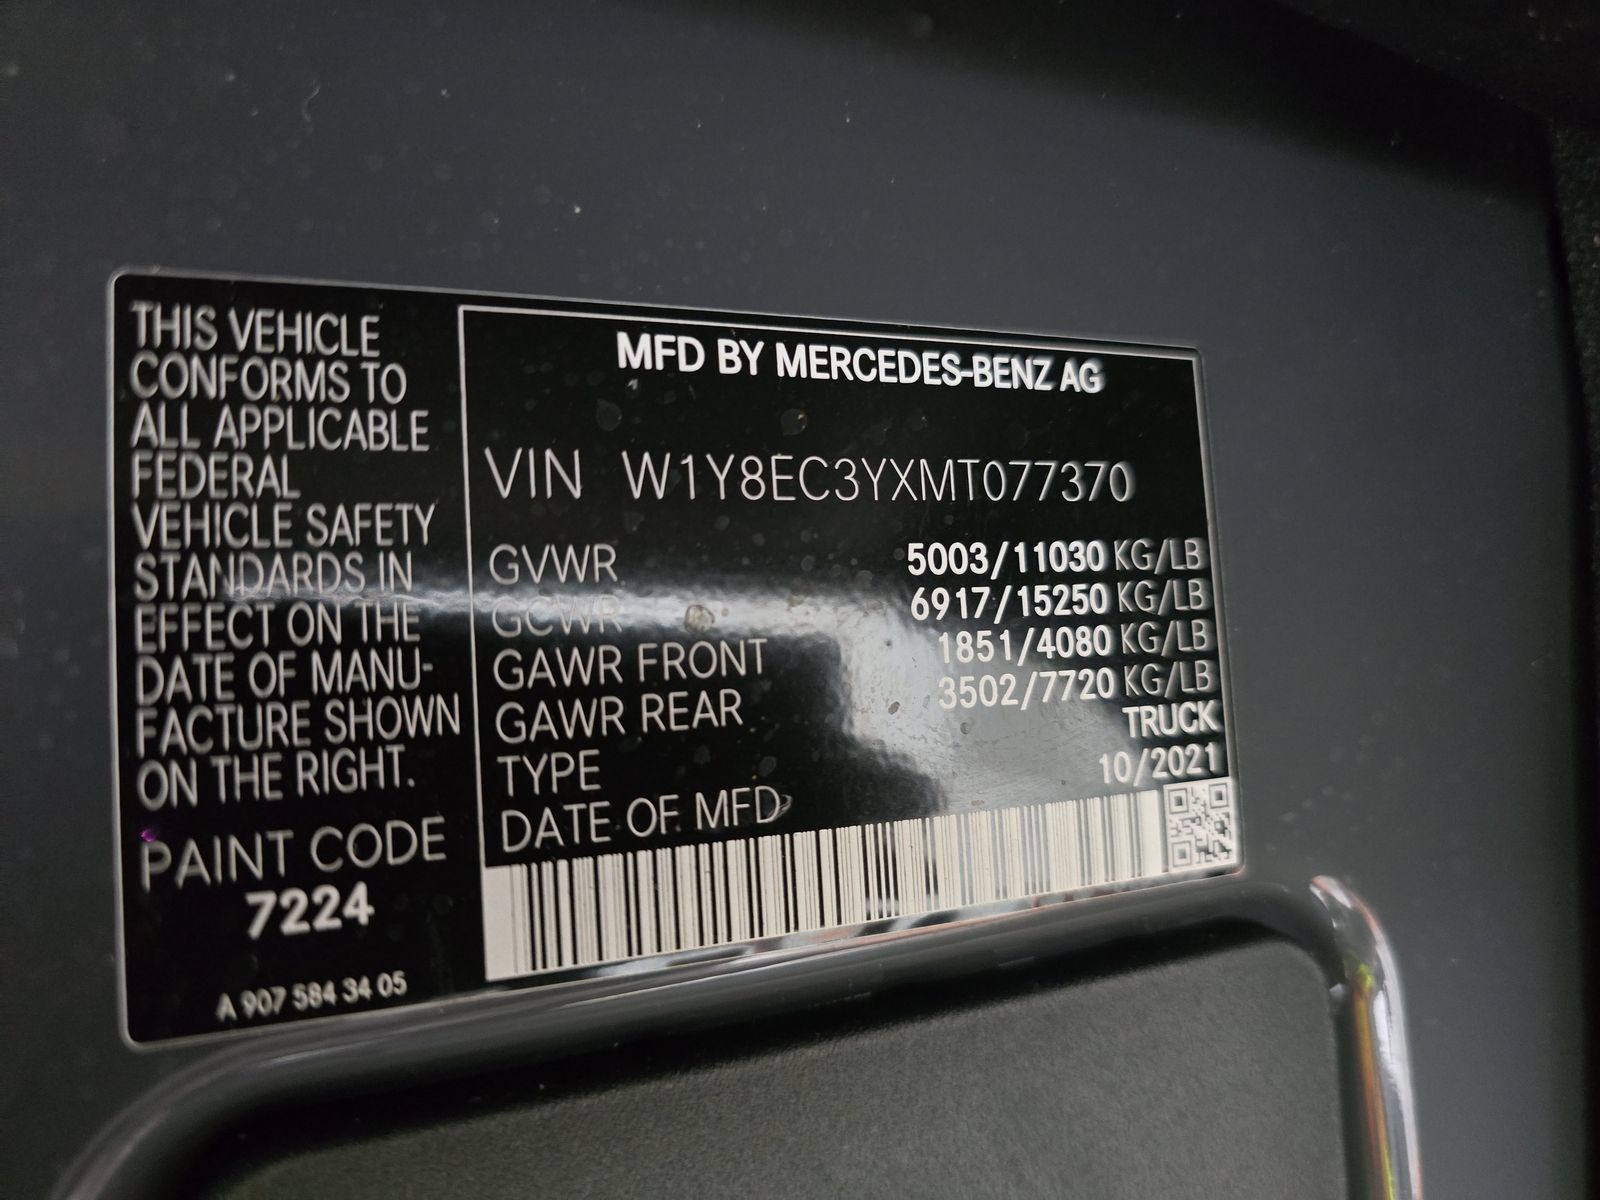 THIS VEHICLE
CONFORMS TO
ALL APPLICABLE
FEDERAL
VEHICLE SAFETY
STANDARDS IN
EFFECT ON THE
DATE OF MANU-
FACTURE SHOWN
ON THE RIGHT.
PAINT CODE
7224
A 907 584 34 05
MFD BY MERCEDES-BENZ AG
VIN W1Y8EC3YXMT077370
GVWR 5003/11030 KG/LB
GCWR 6917/15250 KG/LB
GAWR FRONT 1851/4080 KG/LB
GAWR REAR 3502/7720 KG/LB
TYPE TRUCK
DATE OF MFD 10/2021